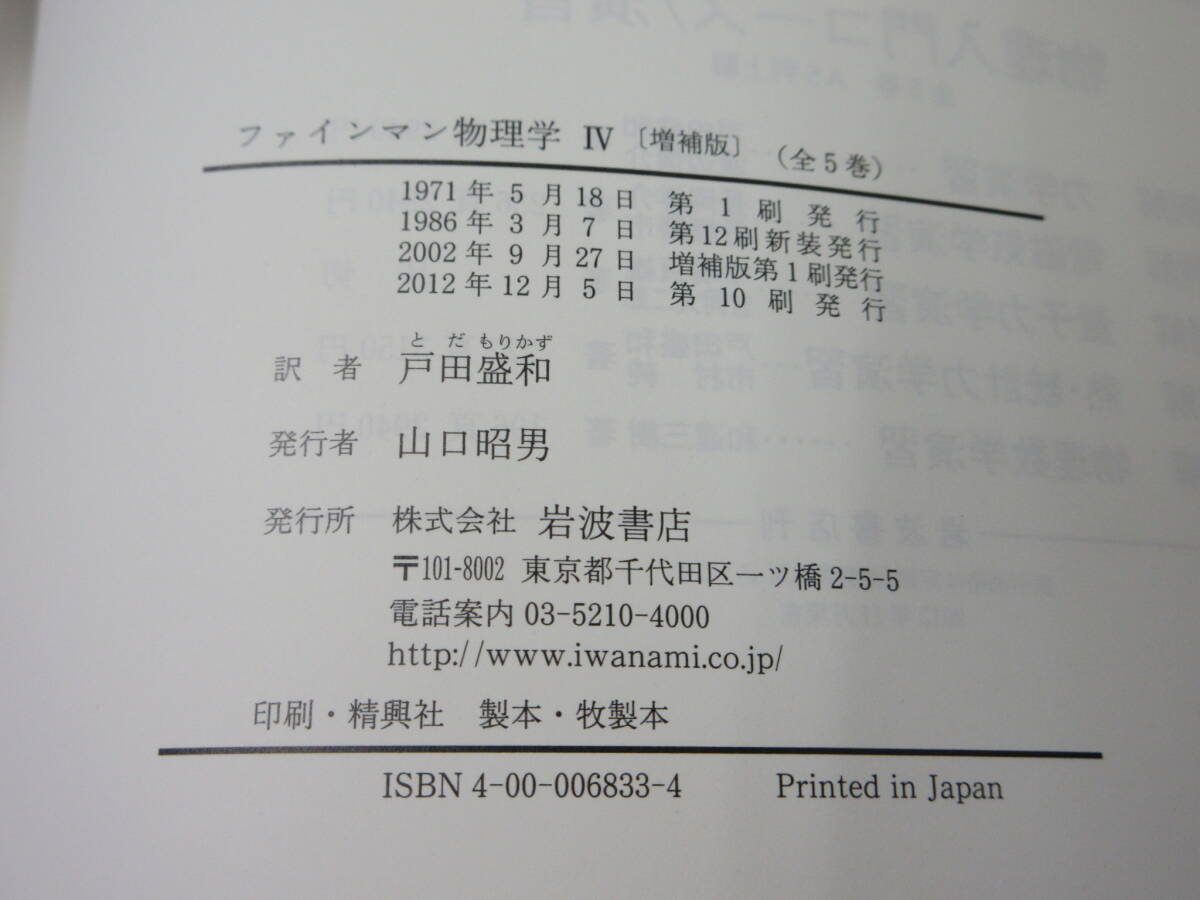 ファインマン物理学 Ⅳ〔増補版〕(全5巻)
1971年5月18日 第1刷発行
1986年3月7日 第12刷新装発行
2002年9月27日 増補版第1刷発行
2012年12月5日 第10刷発行
とだもりかず
訳者 戸田盛和
発行者 山口昭男
発行所 株式会社 岩波書店
〒101-8002 東京都千代田区一ツ橋2-5-5
電話案内 03-5210-4000
http://www.iwanami.co.jp/
印刷・精興社 製本・牧製本
ISBN 4-00-006833-4 Printed in Japan